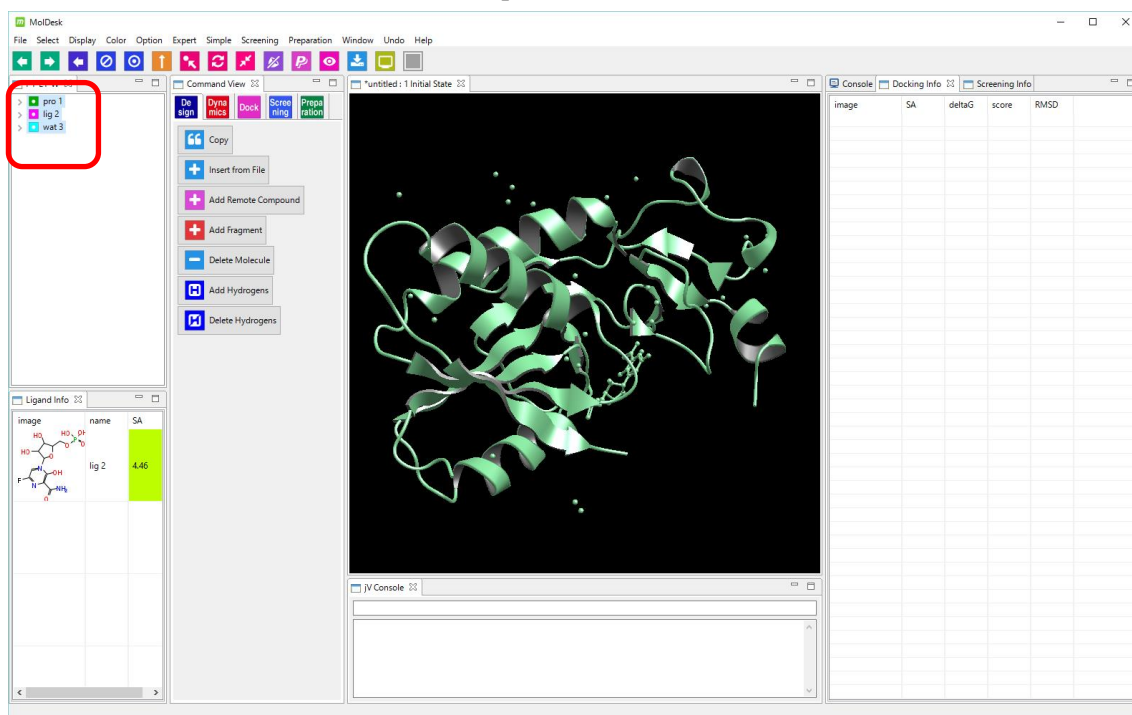 MolDesk
File Select Display Color Option Expert Simple Screening Preparation Window Undo Help
Command View
*untitled : 1 Initial State
Console Docking Info Screening Info
pro 1
lig 2
wat 3
De sign
Dyna mics
Dock
Scree ning
Prepa ration
Copy
Insert from File
Add Remote Compound
Add Fragment
Delete Molecule
Add Hydrogens
Delete Hydrogens
image SA deltaG score RMSD
Ligand Info
image name SA
HO HO OH
P
O
HO O
N OH
F N NH₂
O
lig 2 4.46
jV Console